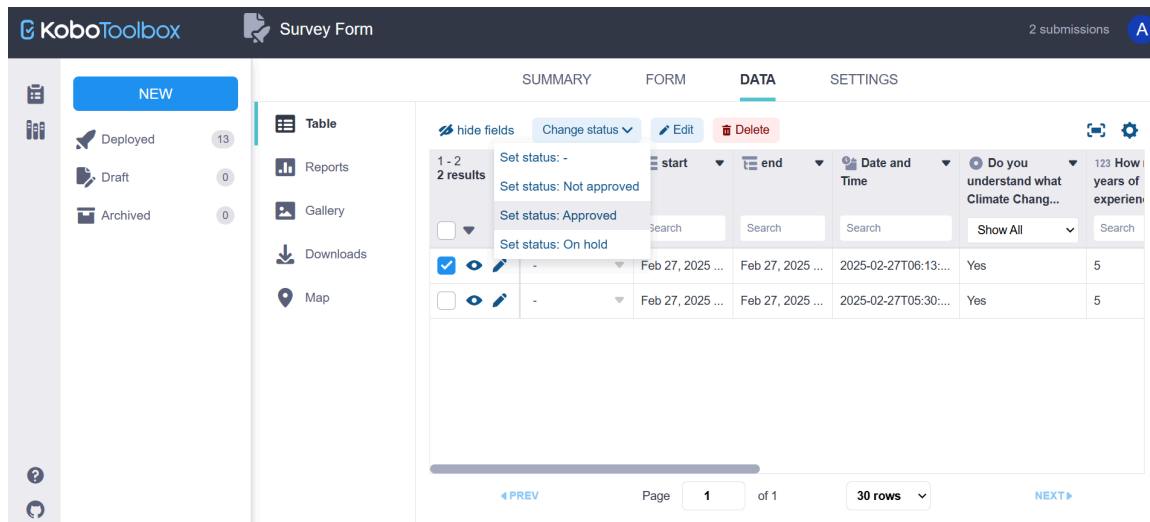 KoboToolbox
Survey Form
2 submissions
A
NEW
Deployed 13
Draft 0
Archived 0
SUMMARY FORM DATA SETTINGS
Table
Reports
Gallery
Downloads
Map
hide fields Change status Edit Delete
Set status: -
Set status: Not approved
Set status: Approved
Set status: On hold
1 - 2
2 results
start
end
Date and
Time
Do you
understand what
Climate Chang...
123 How
years of
Search Search Search Show All Search
- Feb 27, 2025 ... Feb 27, 2025 ... 2025-02-27T06:13:... Yes 5
- Feb 27, 2025 ... Feb 27, 2025 ... 2025-02-27T05:30:... Yes 5
PREV Page 1 of 1 30 rows NEXT